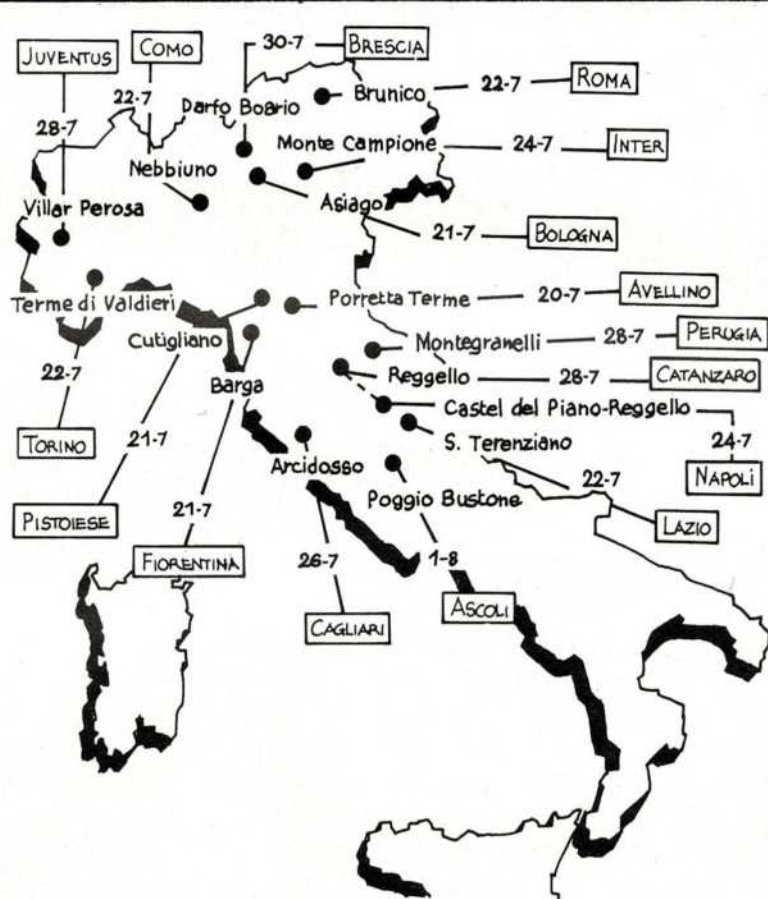 JUVENTUS
COMO
30-7
BRESCIA
22-7
Darfo Boario
Brunico
22-7
ROMA
28-7
Nebbiuno
Monte Campione
24-7
INTER
Villar Perosa
Asiago
21-7
BOLOGNA
Terme di Valdieri
Cutigliano
Porretta Terme
20-7
AVELLINO
Montegranelli
28-7
PERUGIA
22-7
Barga
Reggello
28-7
CATANZARO
Castel del Piano-Reggello
24-7
NAPOLI
TORINO
21-7
Arcidosso
S. Terenziano
22-7
LAZIO
PISTOIESE
21-7
Poggio Bustone
FIORENTINA
26-7
1-8
CAGLIARI
ASCOLI